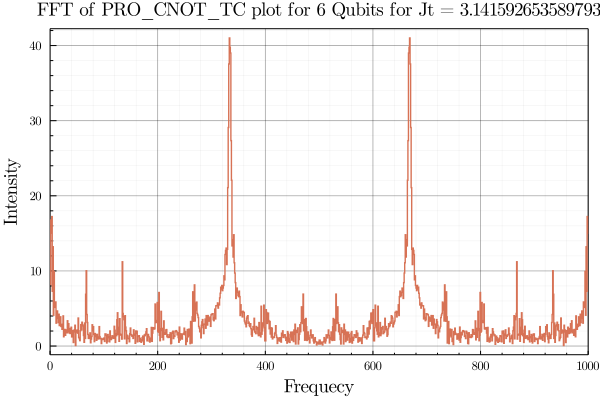 FFT of PRO_CNOT_TC plot for 6 Qubits for Jt = 3.141592653589793
40
30
20
10
0
Intensity
0 200 400 600 800 1000
Frequecy